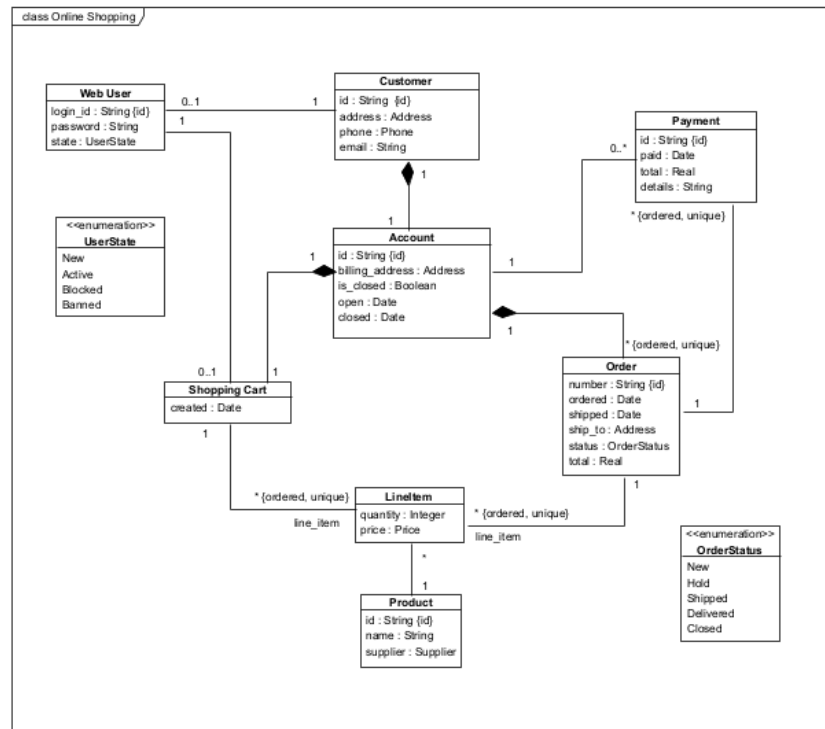 class Online Shopping
Web User
login_id : String {id}
password : String
state : UserState
0..1
1
1
Customer
id : String {id}
address : Address
phone : Phone
email : String
1
1
Payment
id : String {id}
paid : Date
total : Real
details : String
0..*
* {ordered, unique}
<<enumeration>>
UserState
New
Active
Blocked
Banned
Account
id : String {id}
billing_address : Address
is_closed : Boolean
open : Date
closed : Date
1
1
1
* {ordered, unique}
0..1
1
Shopping Cart
created : Date
1
Order
number : String {id}
ordered : Date
shipped : Date
ship_to : Address
status : OrderStatus
total : Real
1
1
* {ordered, unique}
line_item
LineItem
quantity : Integer
price : Price
* {ordered, unique}
line_item
*
1
Product
id : String {id}
name : String
supplier : Supplier
<<enumeration>>
OrderStatus
New
Hold
Shipped
Delivered
Closed